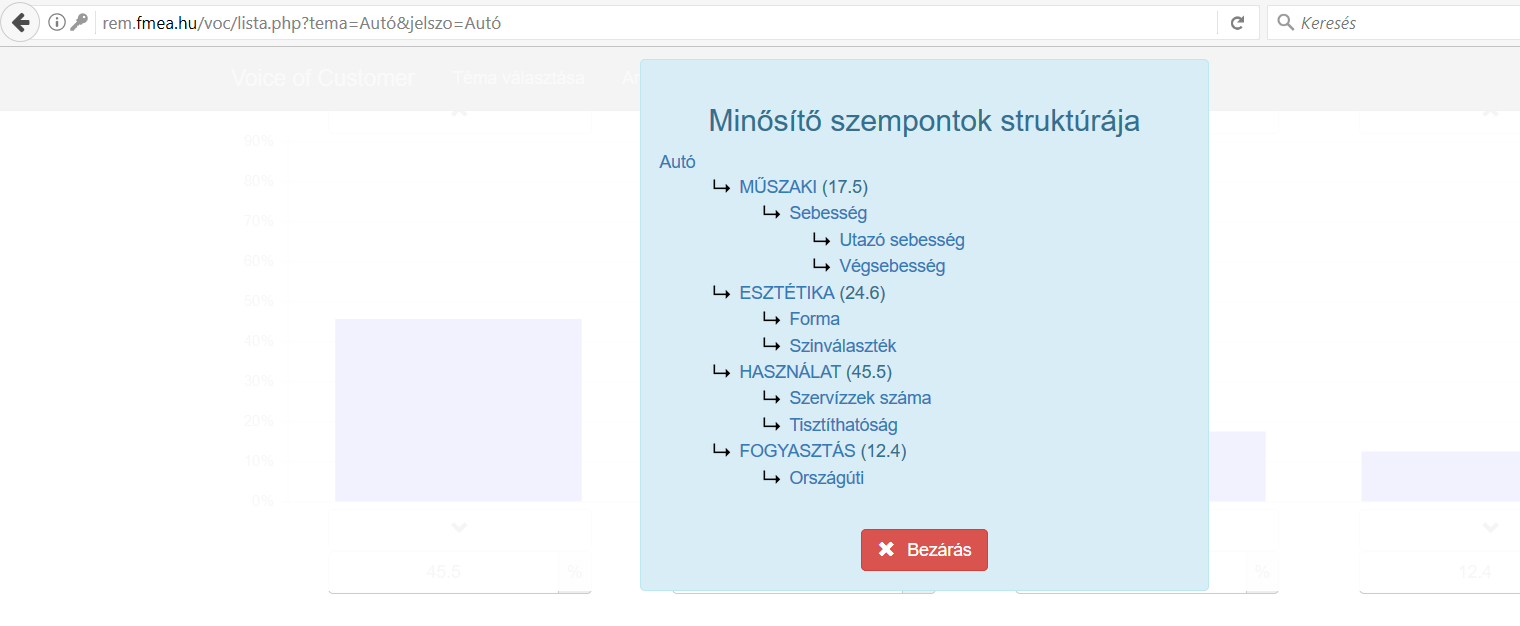 rem.fmea.hu/voc/lista.php?tema=Autó&jelszo=Autó
Keresés
Voice of Customer Téma választása
Minősítő szempontok struktúrája
Autó
MŰSZAKI (17.5)
Sebesség
Utazó sebesség
Végsebesség
ESZTÉTIKA (24.6)
Forma
Szinválaszték
HASZNÁLAT (45.5)
Szervízzek száma
Tisztíthatóság
FOGYASZTÁS (12.4)
Országúti
Bezárás
80%
70%
60%
50%
40%
30%
20%
10%
0%
45.5 %
%
12.4